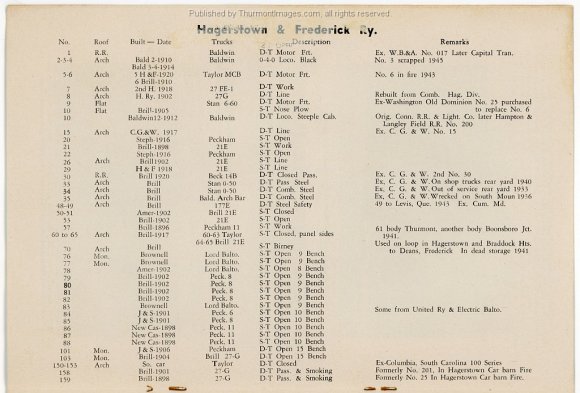 Published by ThurmontImages.com, all rights reserved
Hagerstown & Frederick Ry.
No. Roof Built — Date Trucks Description Remarks
1 R.R. Baldwin D-T Motor Frt. Ex. W.B.&A. No. 017 Later Capital Tran.
2-3-4 Arch Bald 2-1910 Baldwin 0-4-0 Loco. Black No. 3 scrapped 1945
Bald 3-4-1914
5-6 Arch 5 H &F-1920 Taylor MCB D-T Motor Frt. No. 6 in fire 1943
6 Brill-1910
7 Arch 2nd H. 1918 27 FE-1 D-T Work
8 Arch H. Ry. 1902 27G D-T Line Rebuilt from Comb. Hag. Div.
9 Flat Stan 6-60 D-T Motor Frt. Ex-Washington Old Dominion No. 25 purchased
10 Flat Brill-1905 S-T Nose Plow to replace No. 6
10 Baldwin12-1912 Baldwin D-T Loco. Steeple Cab. Orig. Conn. R.R. & Light. Co. later Hampton &
Langley Field R.R. No. 200
15 Arch C.G.&W. 1917 D-T Line Ex. C. G. & W. No. 15
20 Steph-1916 Peckham S-T Open
21 Brill-1898 21E S-T Work
22 Steph-1916 Peckham S-T Open
26 Arch Brill-1902 21E S-T Line
29 H & F 1918 21E S-T Line
30 R.R. Brill 1920 Beck 14B D-T Closed Pass. Ex. C. G. & W. 2nd No. 30
33 Arch Brill Stan 0-50 D-T Pass Steel Ex. C. G. & W. On shop trucks rear yard 1940
34 Arch Brill Stan 0-50 D-T Comb. Steel Ex. C. G. & W. Out of service rear yard 1933
35 Arch Brill Bald. Arch Bar D-T Comb. Steel Ex. C. G. & W. Wrecked on South Moun 1936
48-49 Arch Brill 177E D-T Steel Safety 49 to Levis, Que. 1943 Ex. Cum. Md.
50-51 Amer-1902 Brill 21E S-T Closed
53 Brill-1902 21E S-T Open
57 Brill-1896 Peckham 11 S-T Work
60 to 65 Arch Brill-1917 60-63 Taylor S-T Closed, panel sides 61 body Thurmont, another body Boonsboro Jct.
64-65 Brill 21E 1941.
70 Arch Brill S-T Birney Used on loop in Hagerstown and Braddock Hts.
76 Mon. Brownell Lord Balto. S-T Open 8 Bench to Deans, Frederick In dead storage 1941
77 Mon. Brownell Lord Balto. S-T Open 9 Bench
78 Amer-1902 Lord Balto. S-T Open 8 Bench
79 Brill-1902 Peck. 8 S-T Open 9 Bench
80 Brill-1902 Peck. 8 S-T Open 9 Bench
81 Brill-1902 Peck. 8 S-T Open 9 Bench
82 Brill-1902 Peck. 8 S-T Open 9 Bench
83 Brownell Lord Balto. S-T Open 9 Bench
84 J & S-1901 Peck. 6 S-T Open 10 Bench Some from United Ry & Electric Balto.
85 J & S-1901 Peck. 8 S-T Open 10 Bench
86 New Cas-1898 Peck. 11 S-T Open 10 Bench
87 New Cas-1898 Peck. 11 S-T Open 10 Bench
88 New Cas-1898 Peck. 11 S-T Open 10 Bench
101 Mon. J & S-1906 Peckham D-T Open 15 Bench
103 Mon. Brill-1904 Brill 27-G D-T Open 15 Bench
150-153 Arch So. car Taylor D-T Closed Ex-Columbia, South Carolina 100 Series
158 Brill-1901 27-G D-T Pass. & Smoking Formerly No. 201, In Hagerstown Car barn Fire
159 Brill-1898 27-G D-T Pass. & Smoking Formerly No. 25 In Hagerstown Car barn Fire.